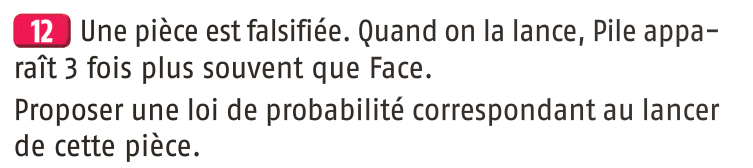 12 Une pièce est falsifiée. Quand on la lance, Pile appa-
raît 3 fois plus souvent que Face.
Proposer une loi de probabilité correspondant au lancer
de cette pièce.